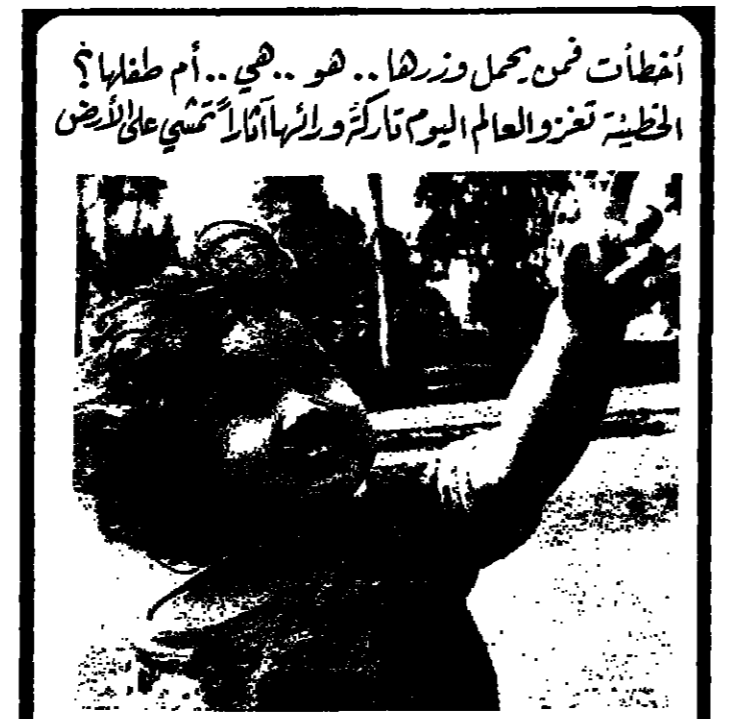 أخطأت فمن يحمل وزرها .. هو .. هي .. أم طفلها ؟
الخطيئة تغزو العالم اليوم تاركةً ورائها آثاراً تمشي على الأرض